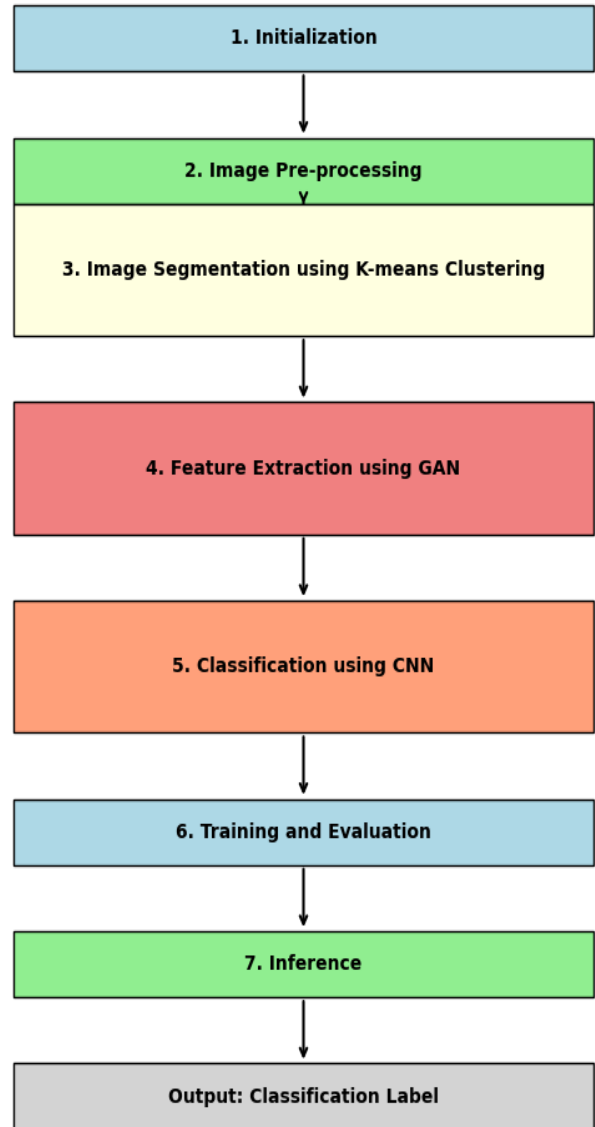 1. Initialization
2. Image Pre-processing
3. Image Segmentation using K-means Clustering
4. Feature Extraction using GAN
5. Classification using CNN
6. Training and Evaluation
7. Inference
Output: Classification Label